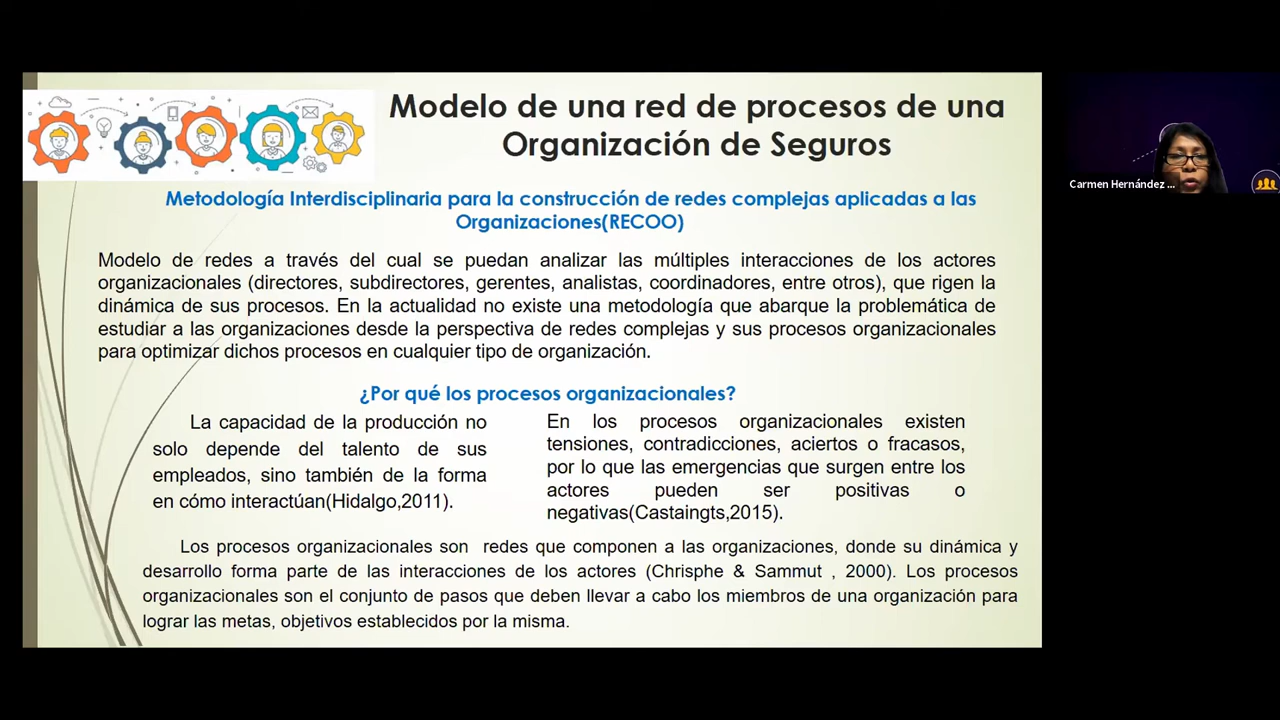 Modelo de una red de procesos de una
Organización de Seguros
Metodología Interdisciplinaria para la construcción de redes complejas aplicadas a las
Organizaciones(RECOO)
Modelo de redes a través del cual se puedan analizar las múltiples interacciones de los actores
organizacionales (directores, subdirectores, gerentes, analistas, coordinadores, entre otros), que rigen la
dinámica de sus procesos. En la actualidad no existe una metodología que abarque la problemática de
estudiar a las organizaciones desde la perspectiva de redes complejas y sus procesos organizacionales
para optimizar dichos procesos en cualquier tipo de organización.
¿Por qué los procesos organizacionales?
La capacidad de la producción no
solo depende del talento de sus
empleados, sino también de la forma
en cómo interactúan(Hidalgo,2011).
En los procesos organizacionales existen
tensiones, contradicciones, aciertos o fracasos,
por lo que las emergencias que surgen entre los
actores pueden ser positivas o
negativas(Castaingts,2015).
Los procesos organizacionales son redes que componen a las organizaciones, donde su dinámica y
desarrollo forma parte de las interacciones de los actores (Chrisphe & Sammut , 2000). Los procesos
organizacionales son el conjunto de pasos que deben llevar a cabo los miembros de una organización para
lograr las metas, objetivos establecidos por la misma.
Carmen Hernández ...